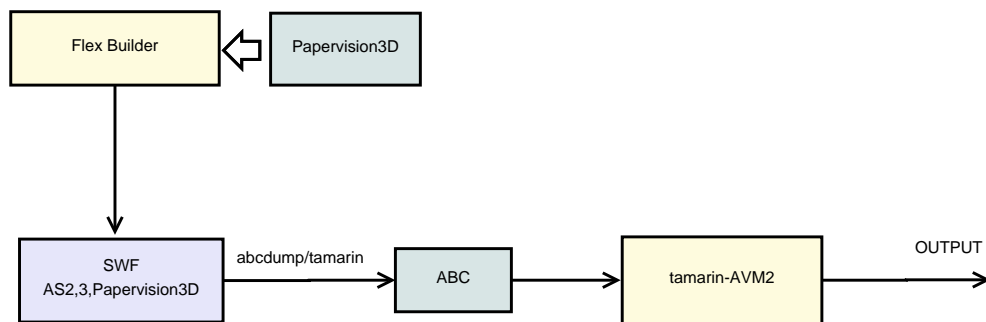 Flex Builder
Papervision3D
SWF
AS2,3,Papervision3D
abcdump/tamarin
ABC
tamarin-AVM2
OUTPUT